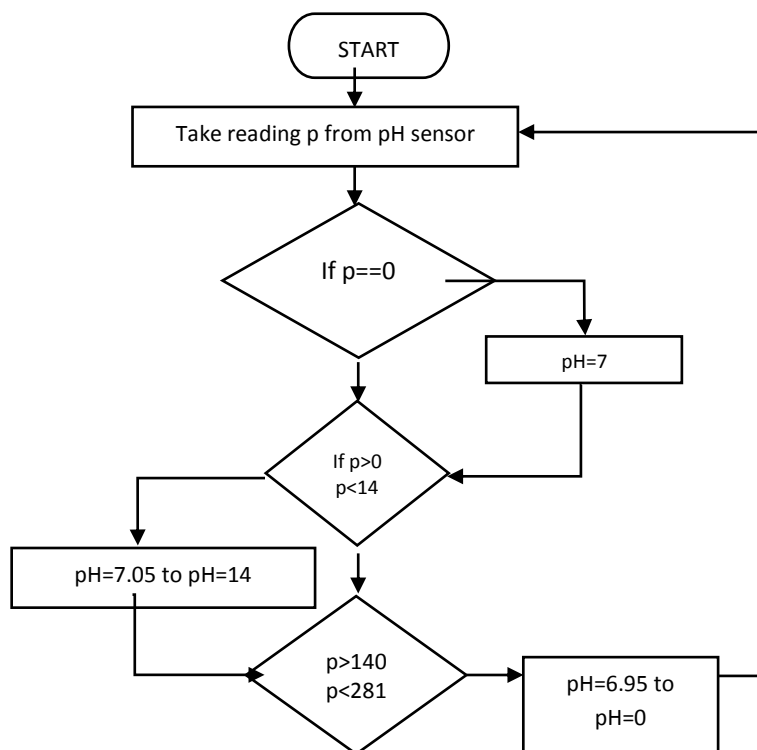 START
Take reading p from pH sensor
If p==0
pH=7
If p>0
p<14
pH=7.05 to pH=14
p>140
p<281
pH=6.95 to
pH=0